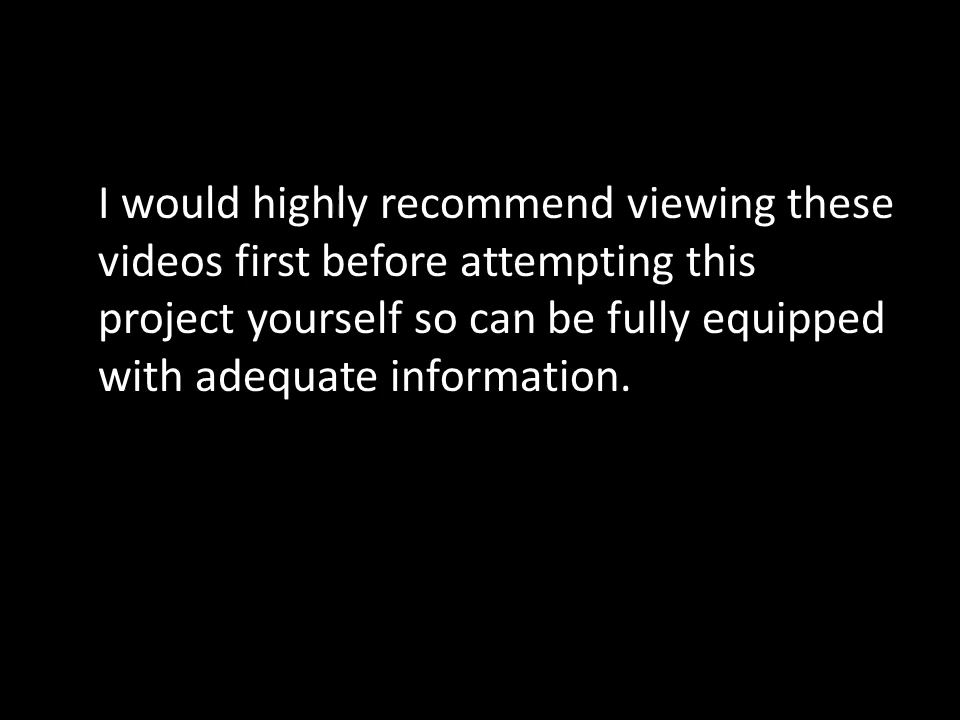 I would highly recommend viewing these
videos first before attempting this
project yourself so can be fully equipped
with adequate information.